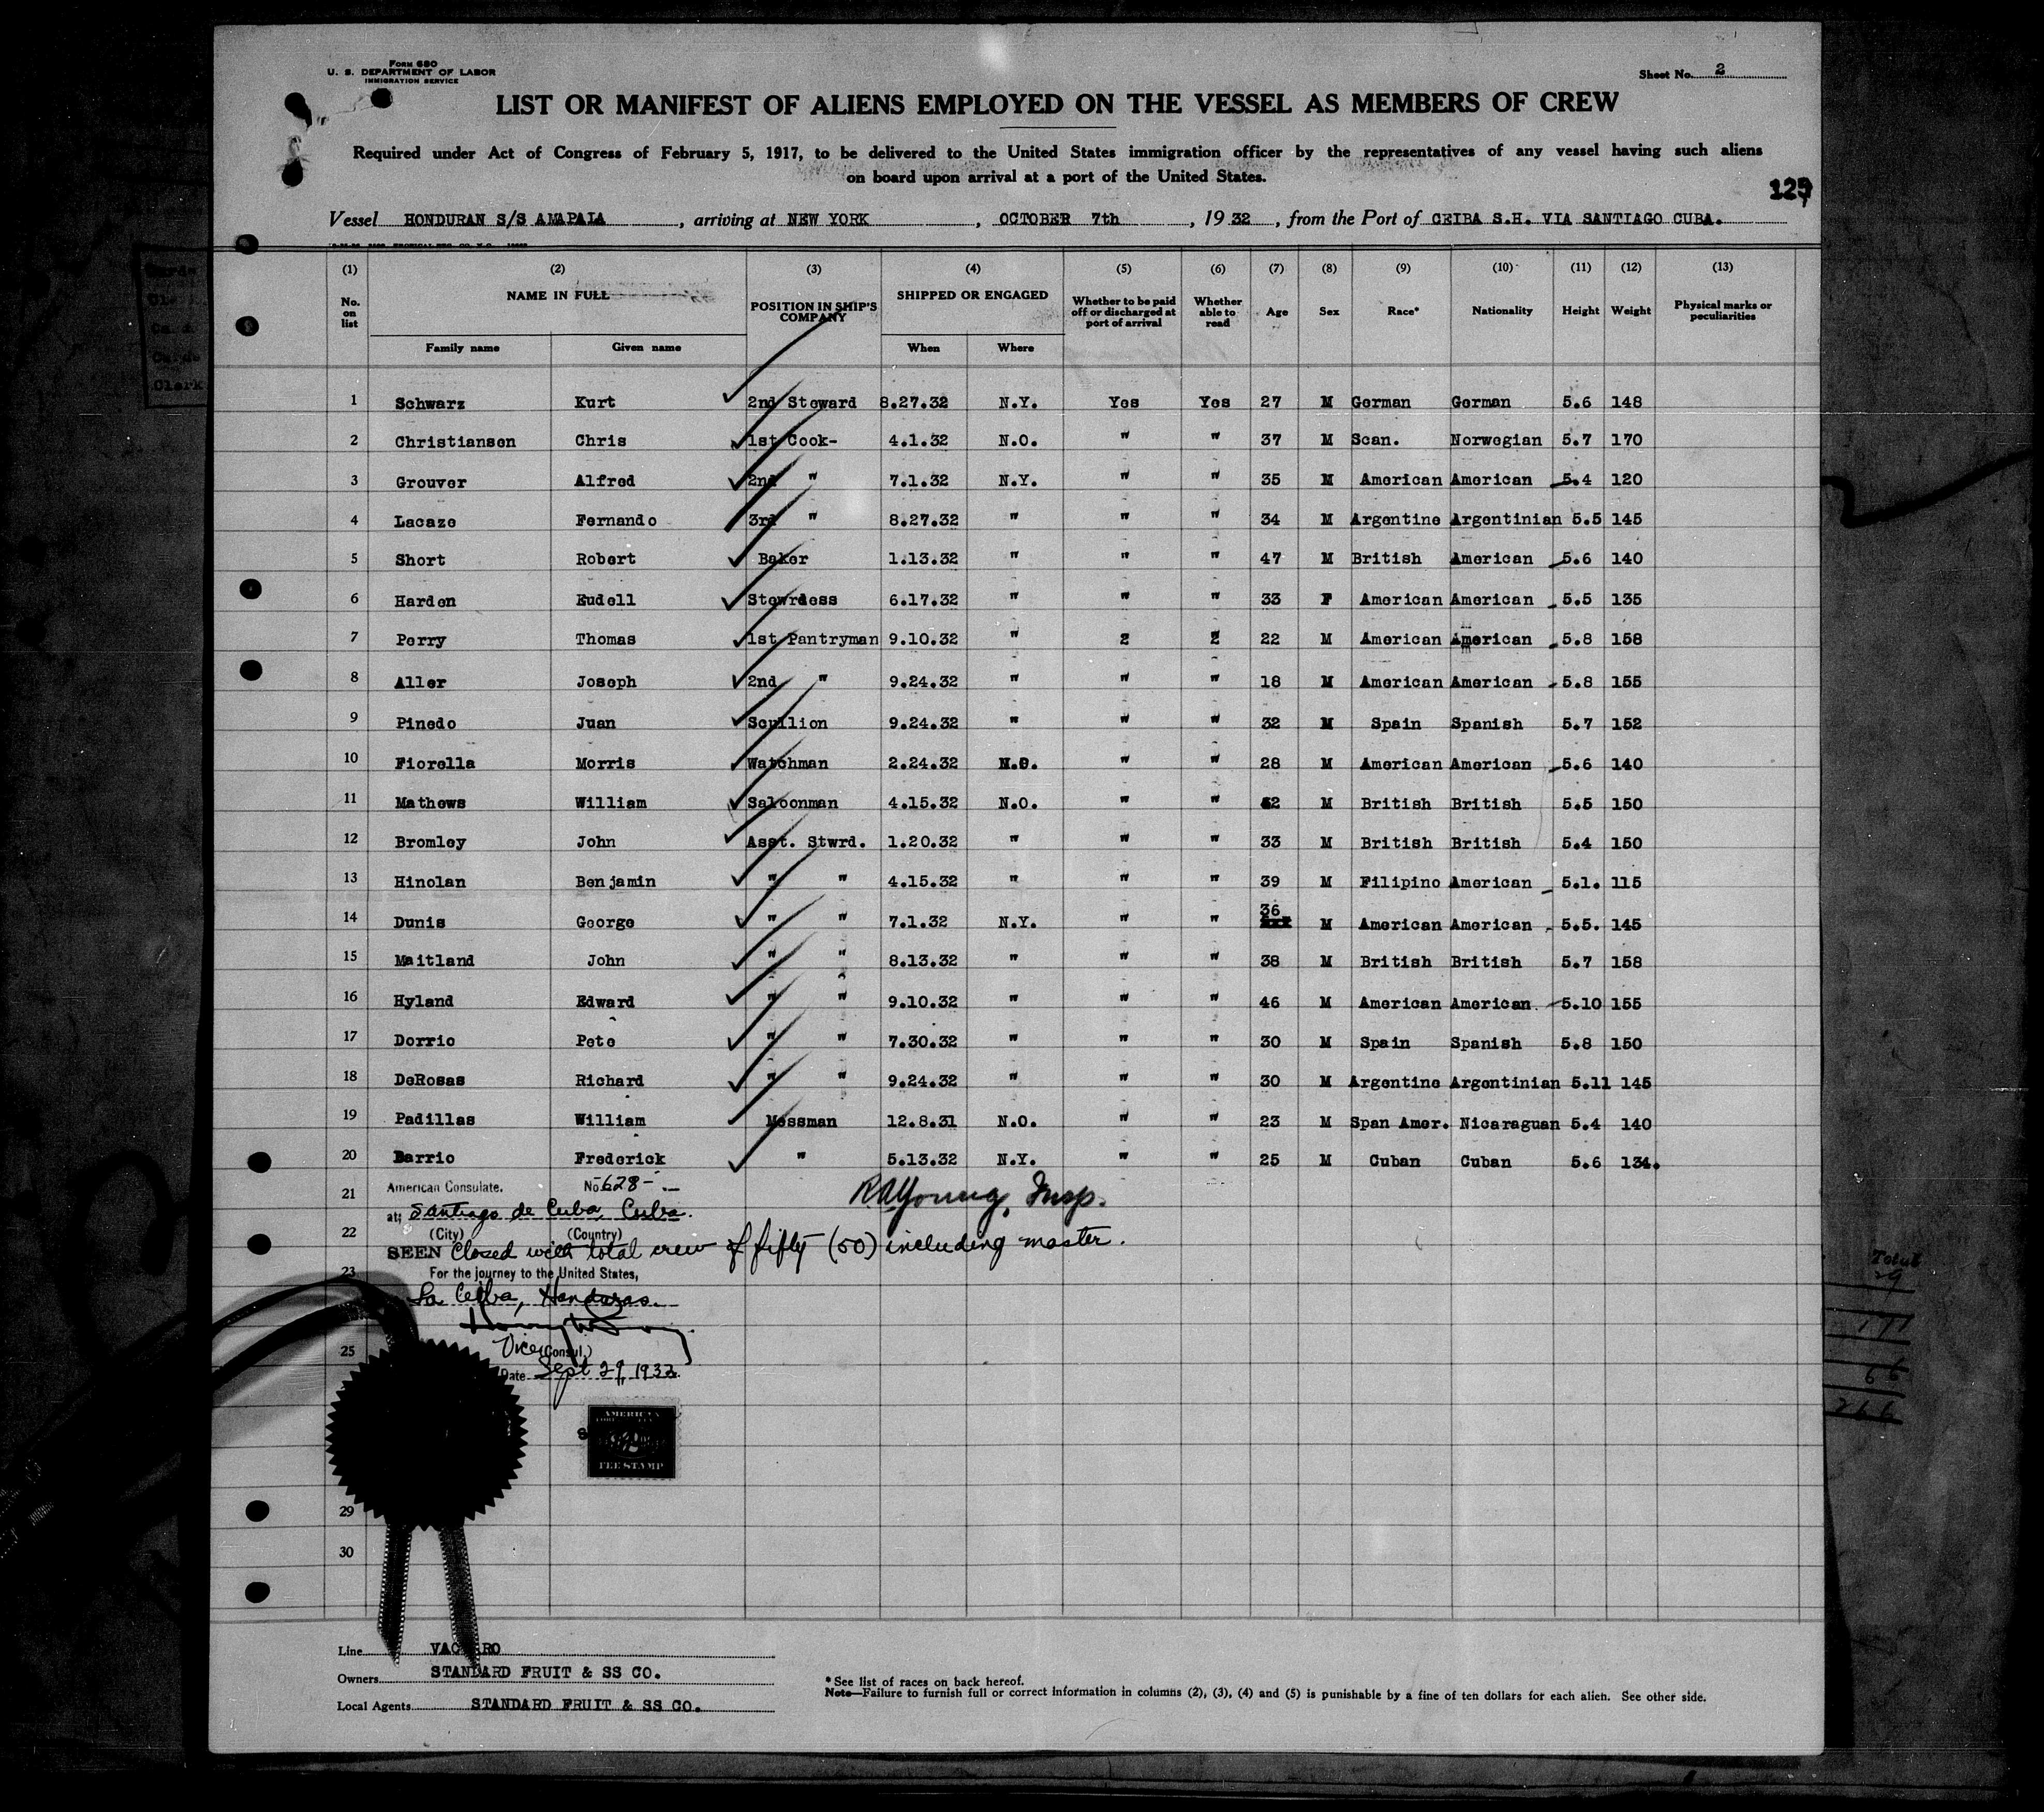 Form 680
U. S. DEPARTMENT OF LABOR
IMMIGRATION SERVICE
Sheet No. 2
LIST OR MANIFEST OF ALIENS EMPLOYED ON THE VESSEL AS MEMBERS OF CREW
Required under Act of Congress of February 5, 1917, to be delivered to the United States immigration officer by the representatives of any vessel having such aliens
on board upon arrival at a port of the United States.
Vessel HONDURAN S/S AMAPALA, arriving at NEW YORK, OCTOBER 7th, 19 32, from the Port of CEIBA S.H. VIA SANTIAGO CUBA.
(1) (2) (3) (4) (5) (6) (7) (8) (9) (10) (11) (12) (13)
No. on list NAME IN FULL POSITION IN SHIP'S COMPANY SHIPPED OR ENGAGED Whether to be paid off or discharged at port of arrival Whether able to read Age Sex Race* Nationality Height Weight Physical marks or peculiarities
Family name Given name When Where
1 Schwarz Kurt 2nd Steward 8.27.32 N.Y. Yes Yes 27 M German German 5.6 148
2 Christiansen Chris 1st Cook- 4.1.32 N.O. " " 37 M Scan. Norwegian 5.7 170
3 Grouver Alfred 2nd " 7.1.32 N.Y. " " 35 M American American 5.4 120
4 Lacaze Fernando 3rd " 8.27.32 " " " 34 M Argentine Argentinian 5.5 145
5 Short Robert Baker 1.13.32 " " " 47 M British American 5.6 140
6 Harden Eudell Stewrdess 6.17.32 " " " 33 F American American 5.5 135
7 Perry Thomas 1st Pantryman 9.10.32 " 2 2 22 M American American 5.8 158
8 Aller Joseph 2nd " 9.24.32 " " " 18 M American American 5.8 155
9 Pinedo Juan Scullion 9.24.32 " " " 32 M Spain Spanish 5.7 152
10 Fiorella Morris Watchman 2.24.32 N.O. " " 28 M American American 5.6 140
11 Mathews William Saloonman 4.15.32 N.O. " " M British British 5.5 150
12 Bromley John Asst. Stwrd. 1.20.32 " " " 33 M British British 5.4 150
13 Hinolan Benjamin " " 4.15.32 " " " 39 M Filipino American 5.1. 115
14 Dunis George " " 7.1.32 N.Y. " " 36 M American American 5.5. 145
15 Maitland John " " 8.13.32 " " " 38 M British British 5.7 158
16 Hyland Edward " " 9.10.32 " " " 46 M American American 5.10 155
17 Dorrio Pete " " 7.30.32 " " " 30 M Spain Spanish 5.8 150
18 DeRosas Richard " " 9.24.32 " " " 30 M Argentine Argentinian 5.11 145
19 Padillas William Messman 12.8.31 N.O. " " 23 M Span Amer. Nicaraguan 5.4 140
20 Barrio Frederick " 5.13.32 N.Y. " " 25 M Cuban Cuban 5.6 134.
21 American Consulate. No. 628 R A Young, Insp.
at; Santiago de Cuba, Cuba.
22 (City) (Country)
SEEN Closed with total crew of fifty (50) including master.
23 For the journey to the United States,
La Ceiba, Honduras.
25 Vice (Consul.)
Date Sept 29, 1932.
AMERICAN
FEE STAMP
29
30
Line VACCARO
Owners STANDARD FRUIT & SS CO.
Local Agents STANDARD FRUIT & SS CO.
*See list of races on back hereof.
Note—Failure to furnish full or correct information in columns (2), (3), (4) and (5) is punishable by a fine of ten dollars for each alien. See other side.
Clerk
Total
29
171
66
266